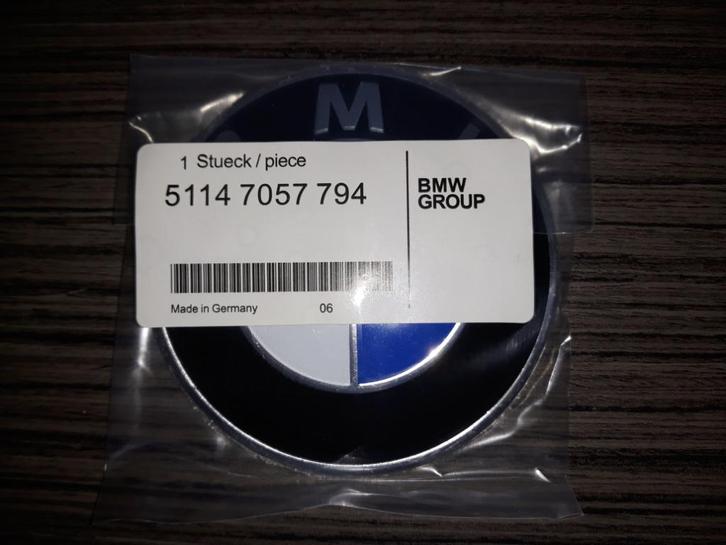 M
1 Stueck / piece
5114 7057 794
BMW
GROUP
Made in Germany 06